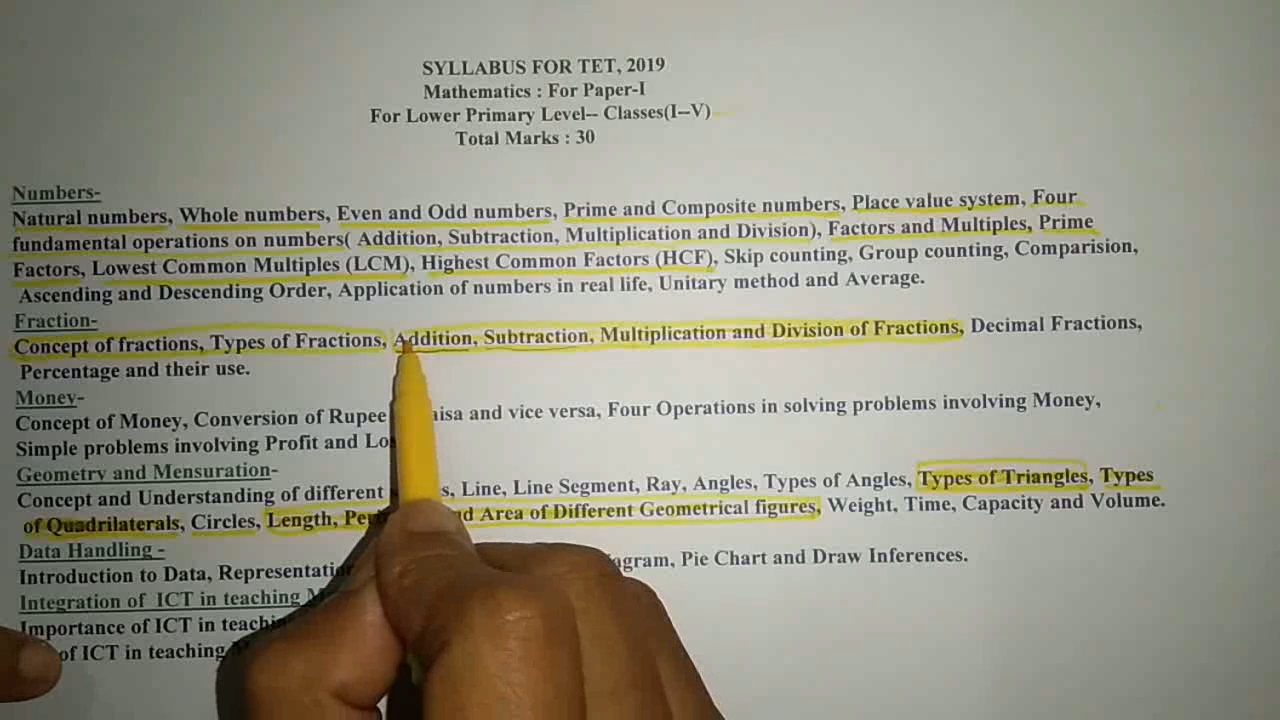 SYLLABUS FOR TET, 2019
Mathematics : For Paper-I
For Lower Primary Level-- Classes(I--V)
Total Marks : 30
Numbers-
Natural numbers, Whole numbers, Even and Odd numbers, Prime and Composite numbers, Place value system, Four
fundamental operations on numbers( Addition, Subtraction, Multiplication and Division), Factors and Multiples, Prime
Factors, Lowest Common Multiples (LCM), Highest Common Factors (HCF), Skip counting, Group counting, Comparision,
Ascending and Descending Order, Application of numbers in real life, Unitary method and Average.
Fraction-
Concept of fractions, Types of Fractions, Addition, Subtraction, Multiplication and Division of Fractions, Decimal Fractions,
Percentage and their use.
Money-
Concept of Money, Conversion of Rupee and vice versa, Four Operations in solving problems involving Money,
Simple problems involving Profit and
Geometry and Mensuration-
Concept and Understanding of different Line, Line Segment, Ray, Angles, Types of Angles, Types of Triangles, Types
of Quadrilaterals, Circles, Length, and Area of Different Geometrical figures, Weight, Time, Capacity and Volume.
Data Handling -
Introduction to Data, Pie Chart and Draw Inferences.
Integration of ICT in teaching
Importance of ICT in
of ICT in teaching